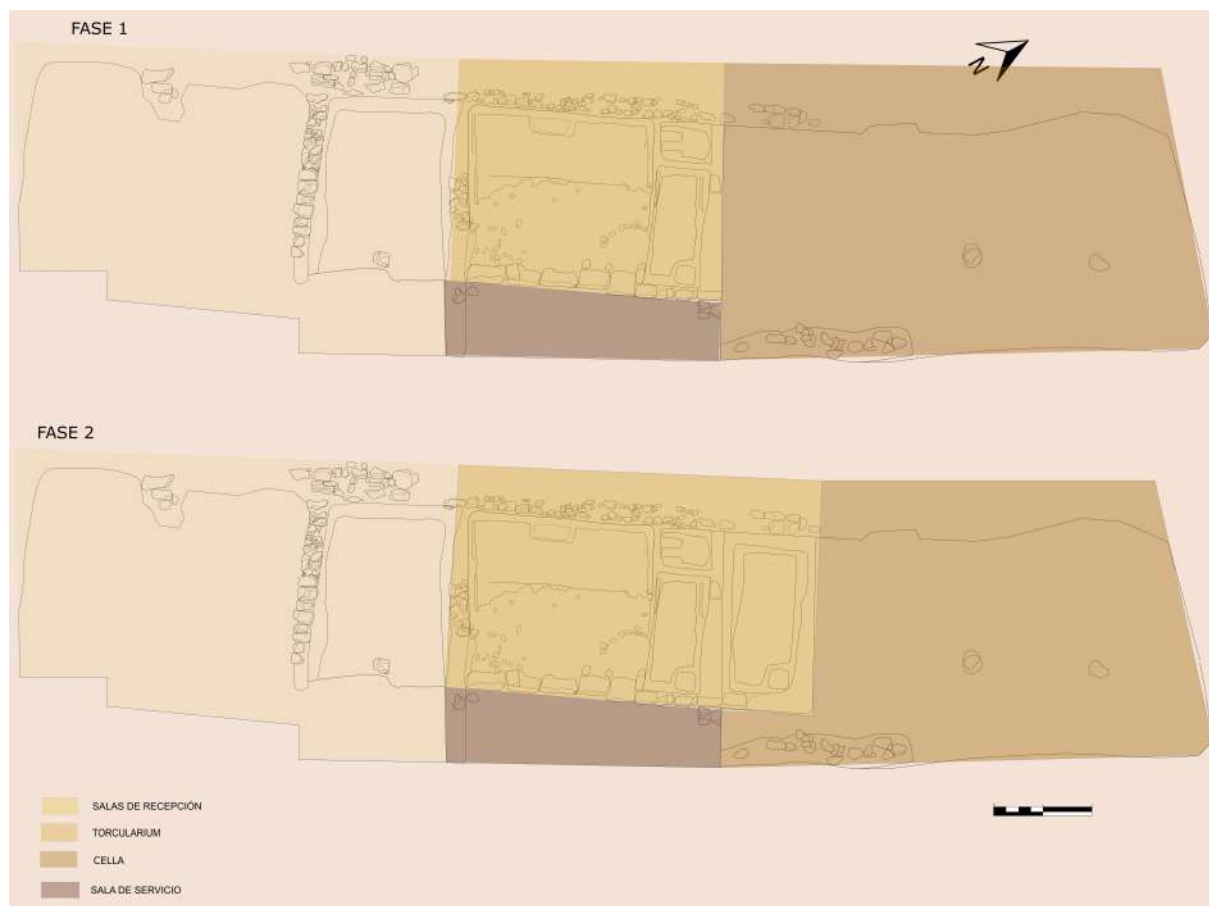 FASE 1
N
FASE 2
SALAS DE RECEPCIÓN
TORCULARIUM
CELLA
SALA DE SERVICIO